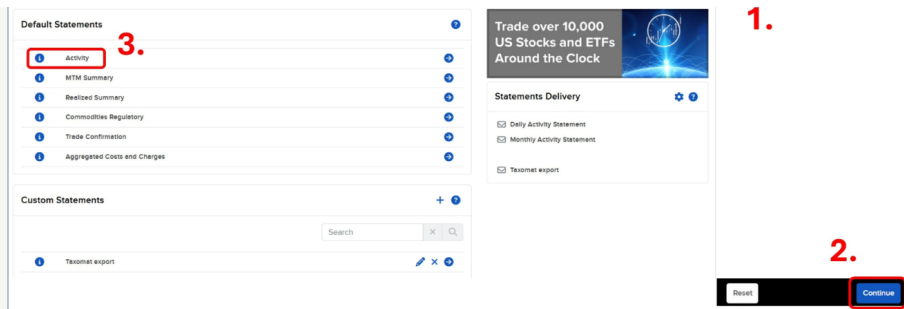 Default Statements
3.
Activity
MTM Summary
Realized Summary
Commodities Regulatory
Trade Confirmation
Aggregated Costs and Charges
Custom Statements
Search
Taxomat export
Trade over 10,000
US Stocks and ETFs
Around the Clock
Statements Delivery
Daily Activity Statement
Monthly Activity Statement
Taxomat export
1.
2.
Reset
Continue